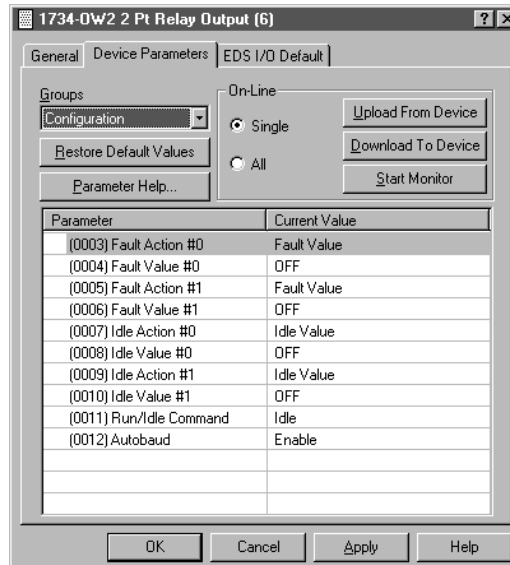 1734-OW2 2 Pt Relay Output (6)
General Device Parameters EDS I/O Default
Groups
Configuration
Restore Default Values
Parameter Help...
On-Line
Single
All
Upload From Device
Download To Device
Start Monitor
Parameter Current Value
(0003) Fault Action #0 Fault Value
(0004) Fault Value #0 OFF
(0005) Fault Action #1 Fault Value
(0006) Fault Value #1 OFF
(0007) Idle Action #0 Idle Value
(0008) Idle Value #0 OFF
(0009) Idle Action #1 Idle Value
(0010) Idle Value #1 OFF
(0011) Run/Idle Command Idle
(0012) Autobaud Enable
OK Cancel Apply Help